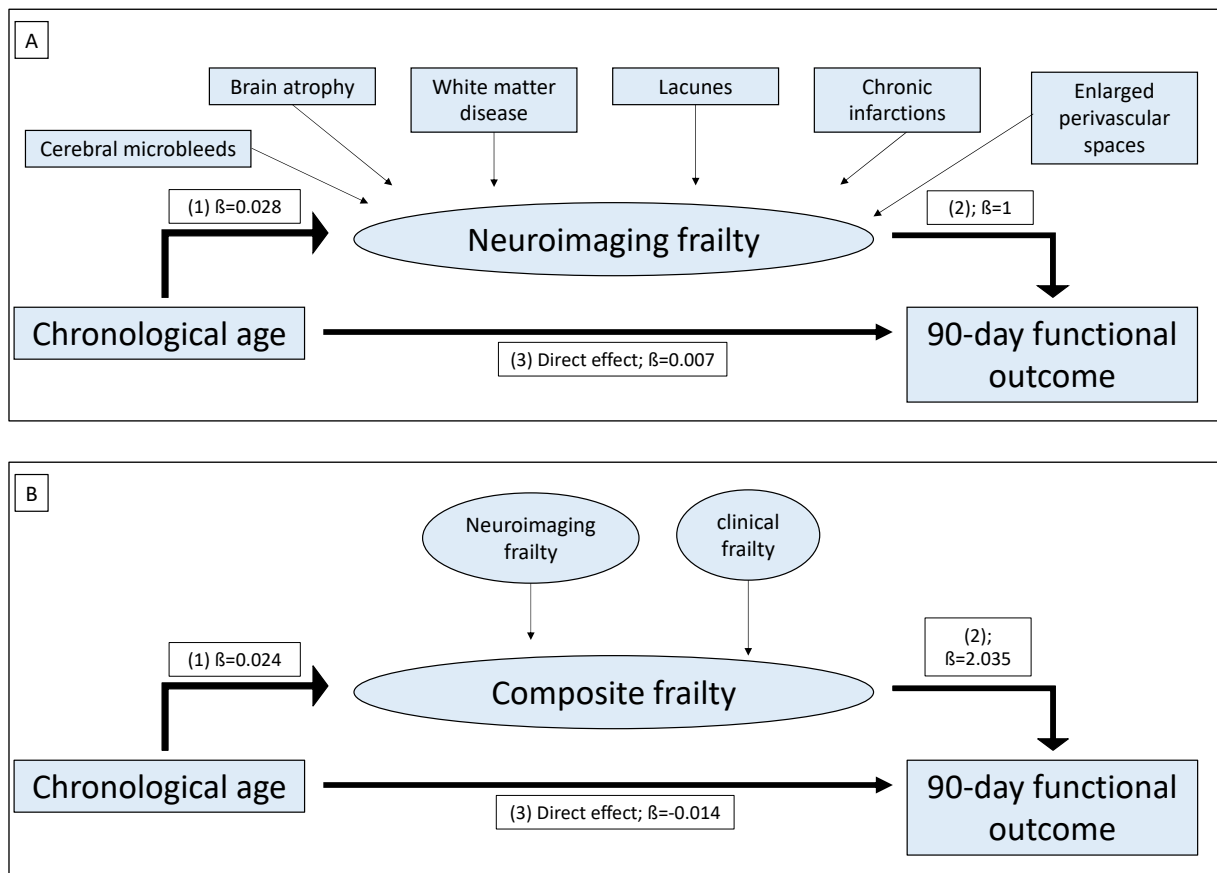 A
Brain atrophy
White matter
disease
Lacunes
Chronic
infarctions
Enlarged
perivascular
spaces
Cerebral microbleeds
(1) ß=0.028
(2); ß=1
Neuroimaging frailty
Chronological age
(3) Direct effect; ß=0.007
90-day functional
outcome
B
Neuroimaging
frailty
clinical
frailty
(1) ß=0.024
(2);
ß=2.035
Composite frailty
Chronological age
(3) Direct effect; ß=-0.014
90-day functional
outcome